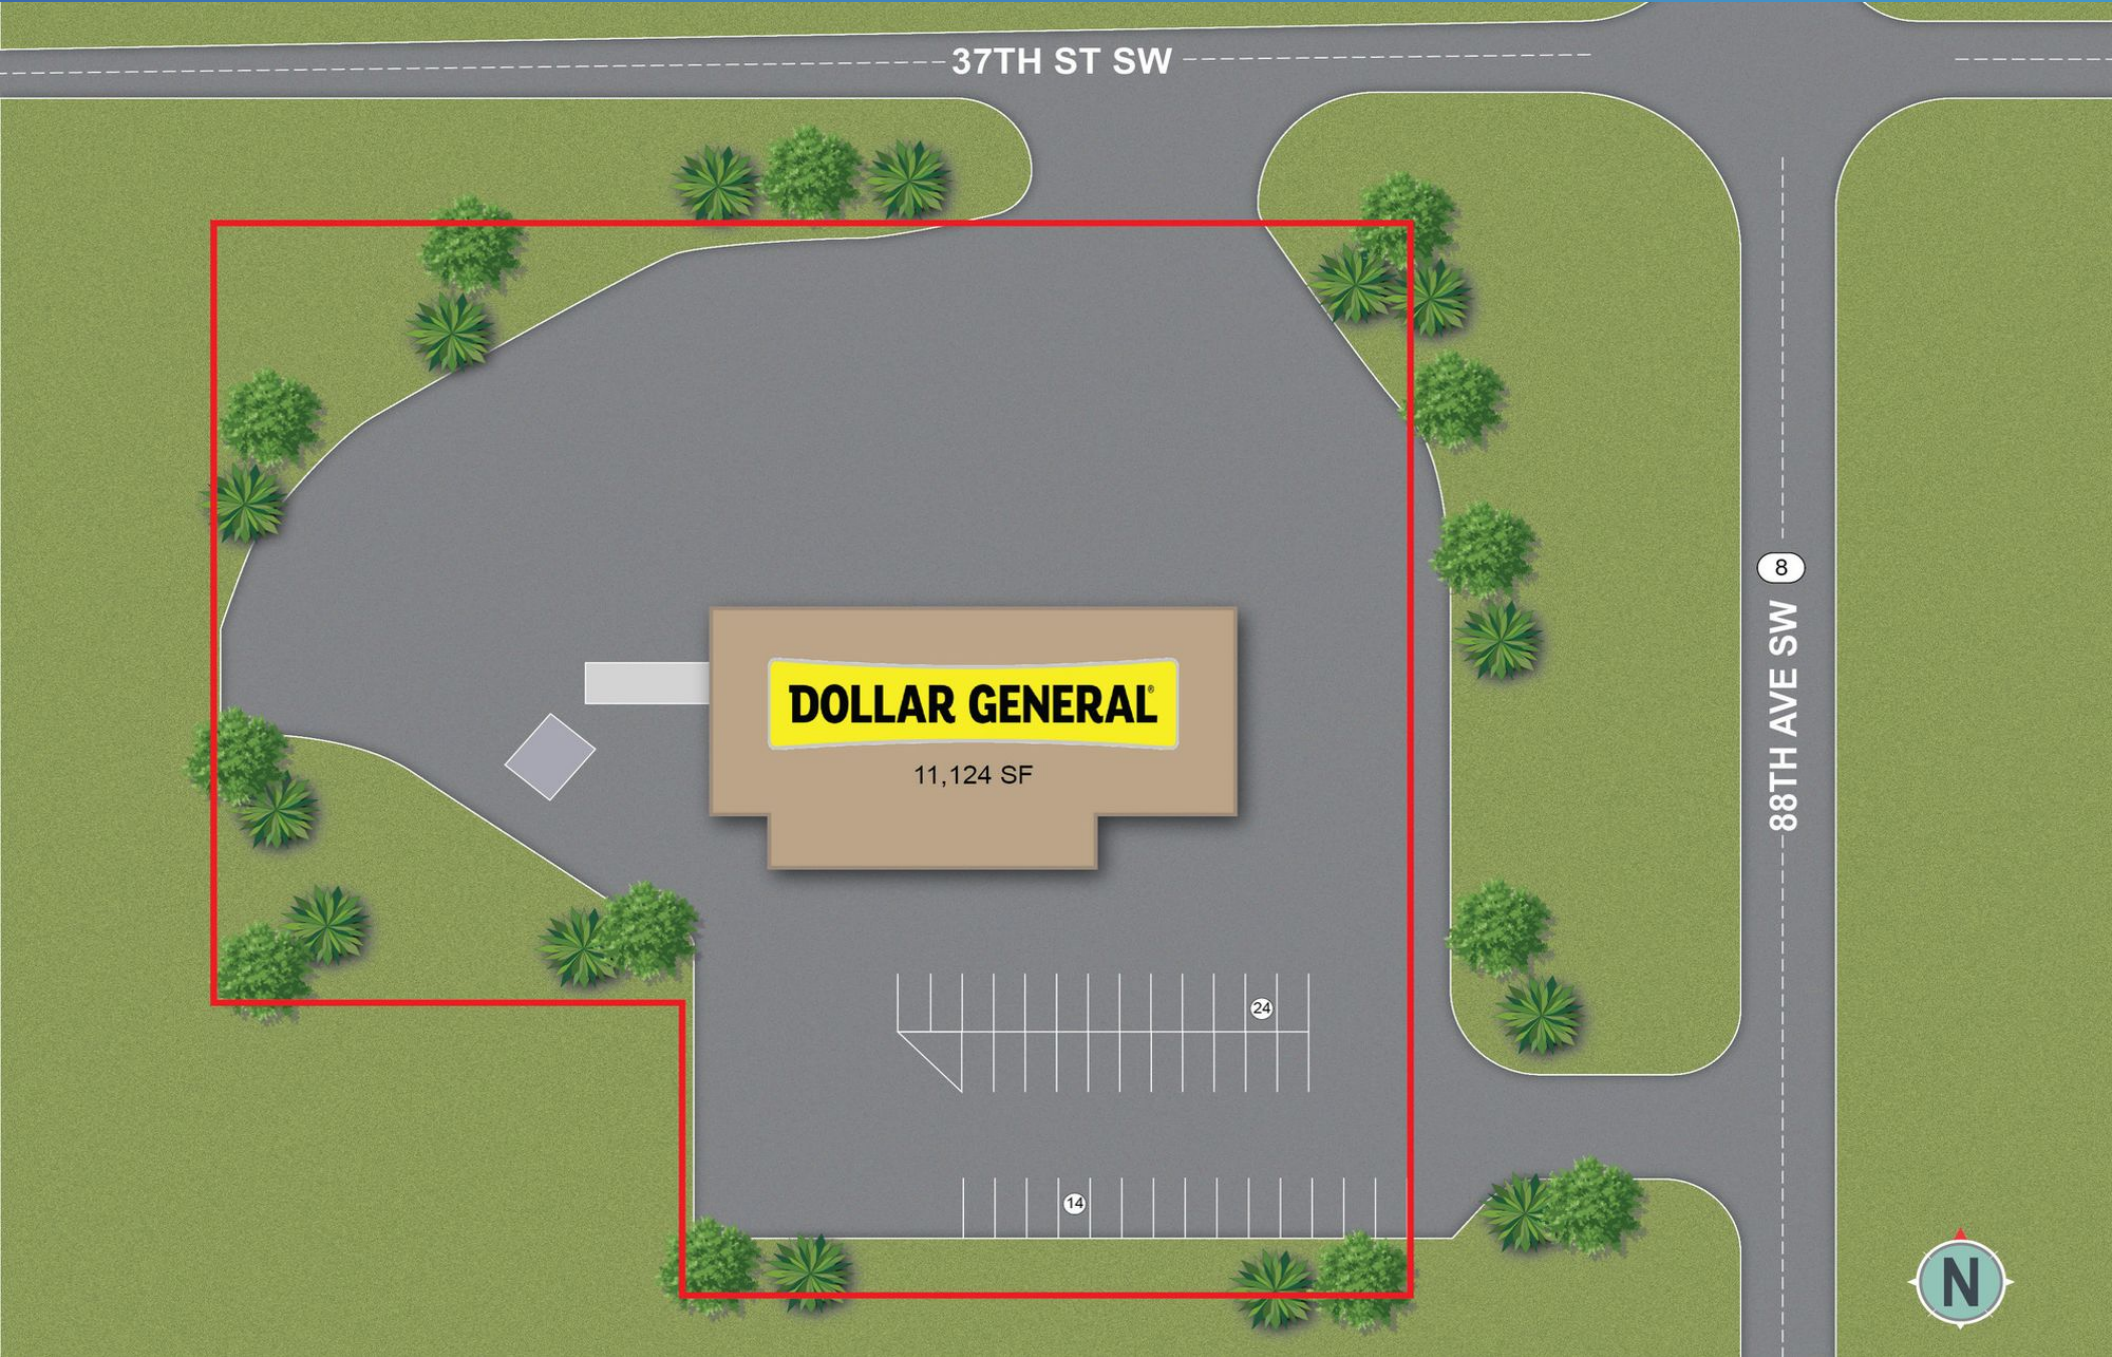 37TH ST SW
8
88TH AVE SW
DOLLAR GENERAL®
11,124 SF
24
14
N